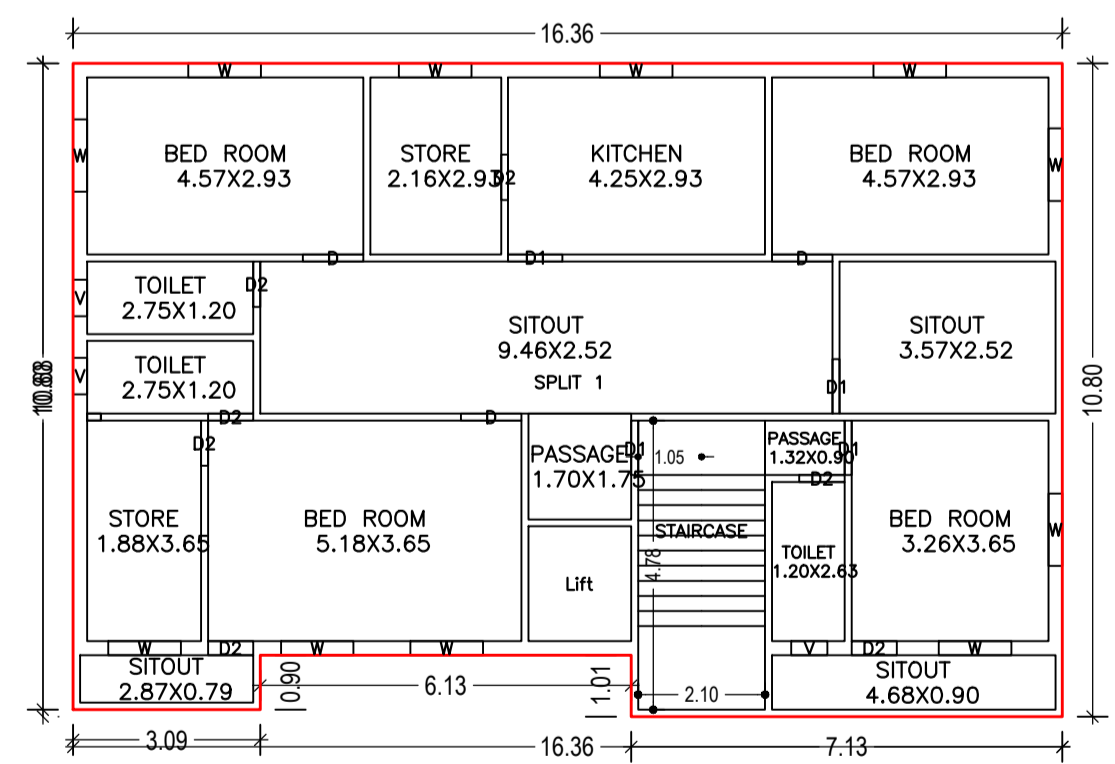 16.36
W
W
W
W
BED ROOM
4.57X2.93
STORE
2.16X2.93
KITCHEN
4.25X2.93
BED ROOM
4.57X2.93
W
D2
W
D
D1
D
TOILET
2.75X1.20
V
D2
SITOUT
9.46X2.52
SPLIT 1
SITOUT
3.57X2.52
TOILET
2.75X1.20
V
D1
10.80
D2
D
D2
PASSAGE
1.70X1.75
D1
1.05
PASSAGE
1.32X0.90
D1
D2
STORE
1.88X3.65
BED ROOM
5.18X3.65
STAIRCASE
4.78
TOILET
1.20X2.63
BED ROOM
3.26X3.65
W
Lift
W
D2
W
W
V
D2
W
SITOUT
2.87X0.79
0.90
6.13
1.01
2.10
SITOUT
4.68X0.90
3.09
16.36
7.13